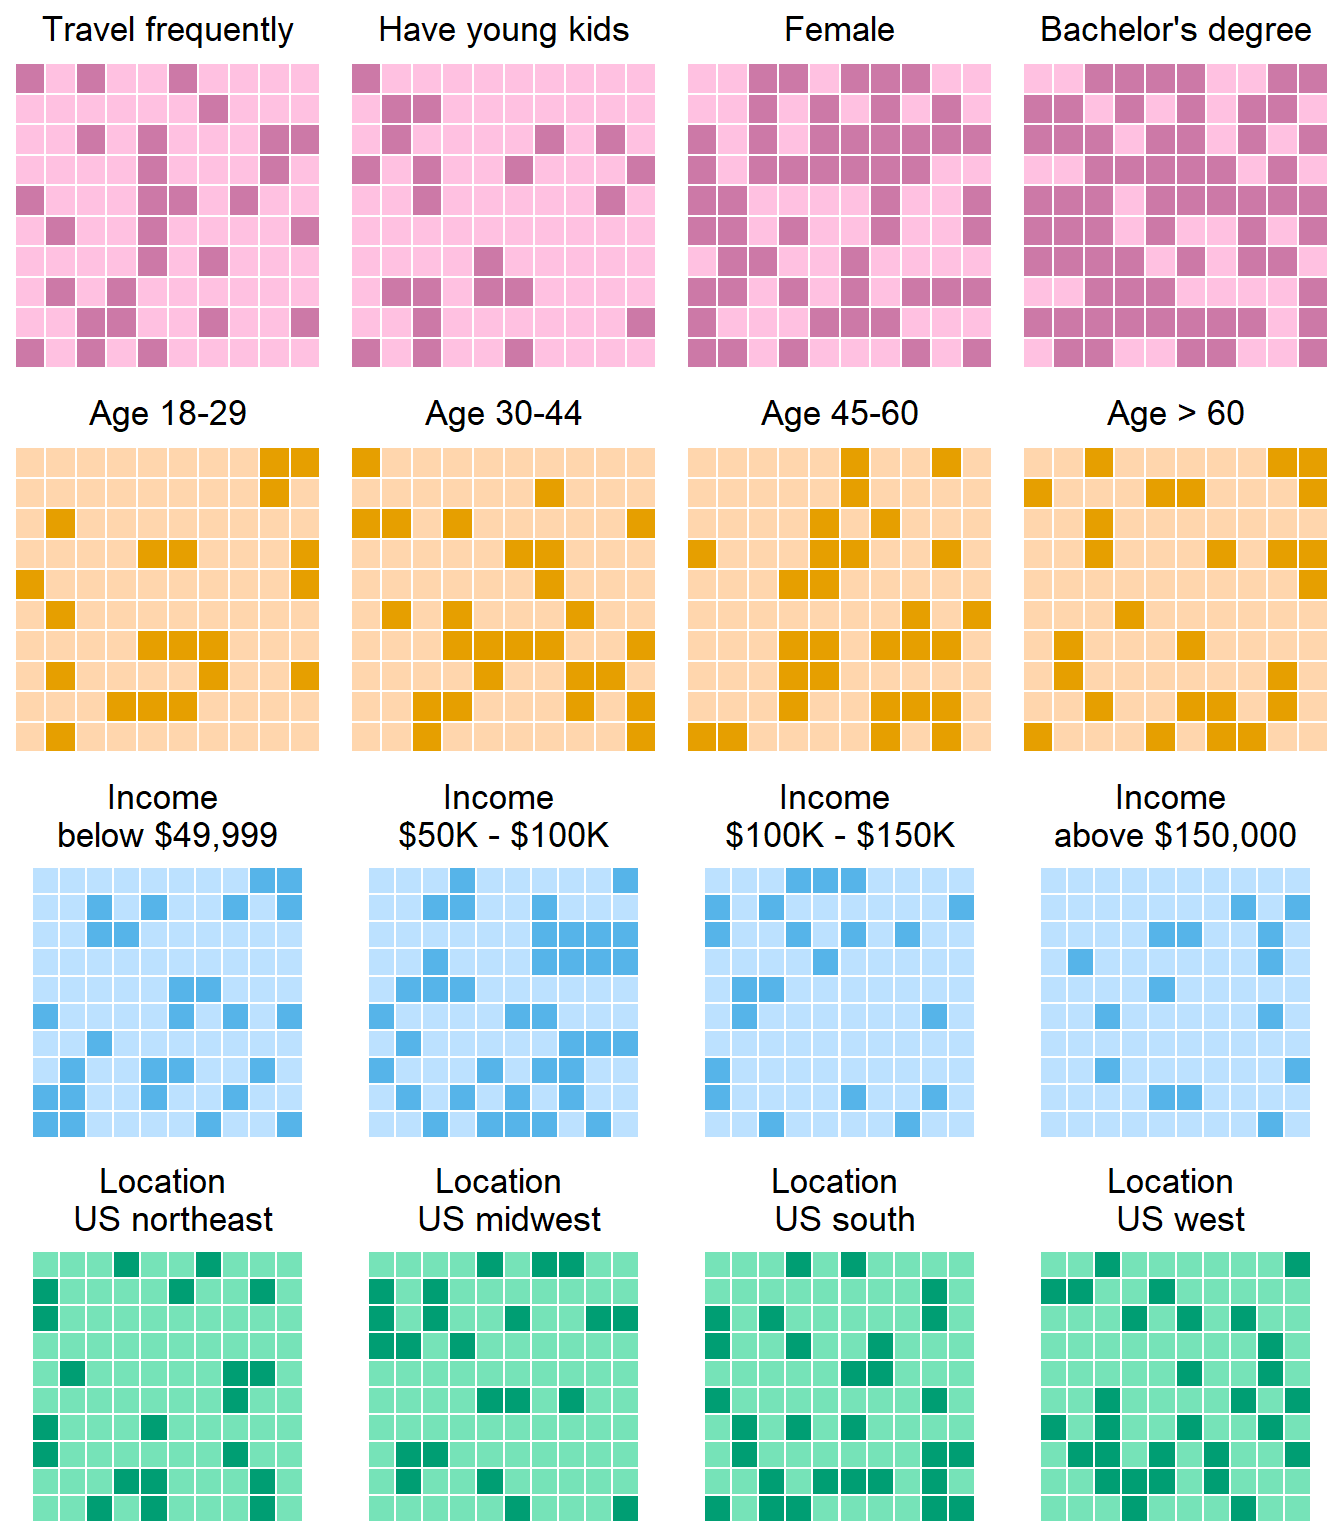 Travel frequently
Have young kids
Female
Bachelor's degree
Age 18-29
Age 30-44
Age 45-60
Age > 60
Income
below $49,999
Income
$50K - $100K
Income
$100K - $150K
Income
above $150,000
Location
US northeast
Location
US midwest
Location
US south
Location
US west